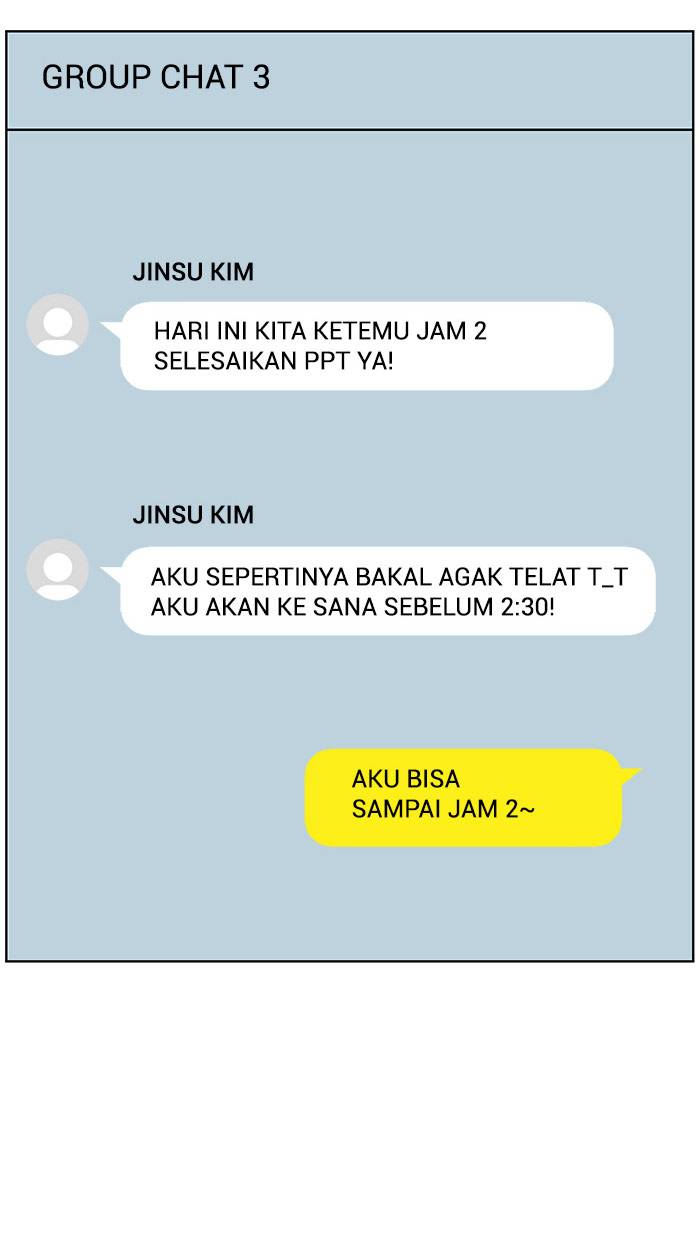 GROUP CHAT 3
JINSU KIM
HARI INI KITA KETEMU JAM 2
SELESAIKAN PPT YA!
JINSU KIM
AKU SEPERTINYA BAKAL AGAK TELAT T_T
AKU AKAN KE SANA SEBELUM 2:30!
AKU BISA
SAMPAI JAM 2~